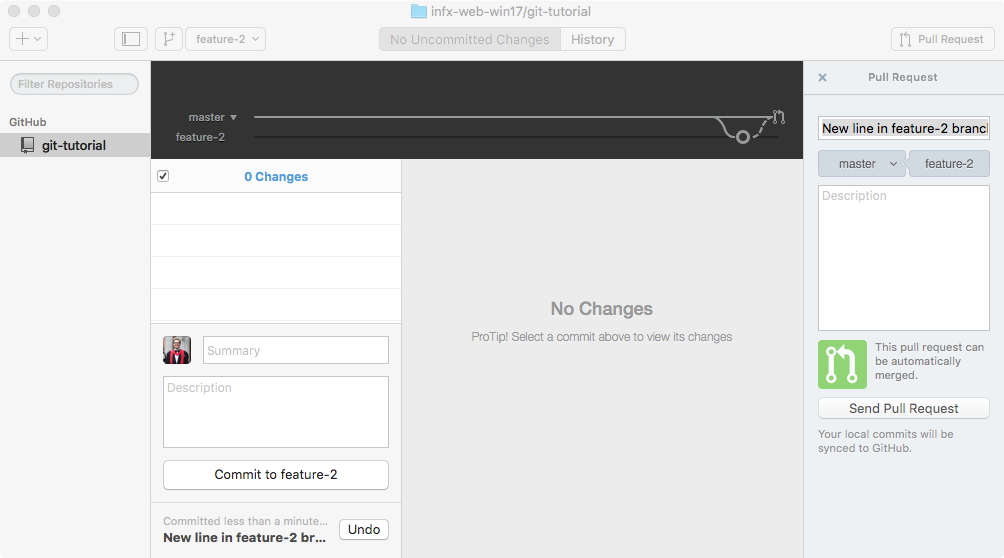 infx-web-win17/git-tutorial
feature-2
No Uncommitted Changes
History
Pull Request
Filter Repositories
GitHub
git-tutorial
master
feature-2
0 Changes
Summary
Description
Commit to feature-2
Committed less than a minute...
New line in feature-2 br...
Undo
No Changes
ProTip! Select a commit above to view its changes
Pull Request
New line in feature-2 branch
master
feature-2
Description
This pull request can
be automatically
merged.
Send Pull Request
Your local commits will be
synced to GitHub.